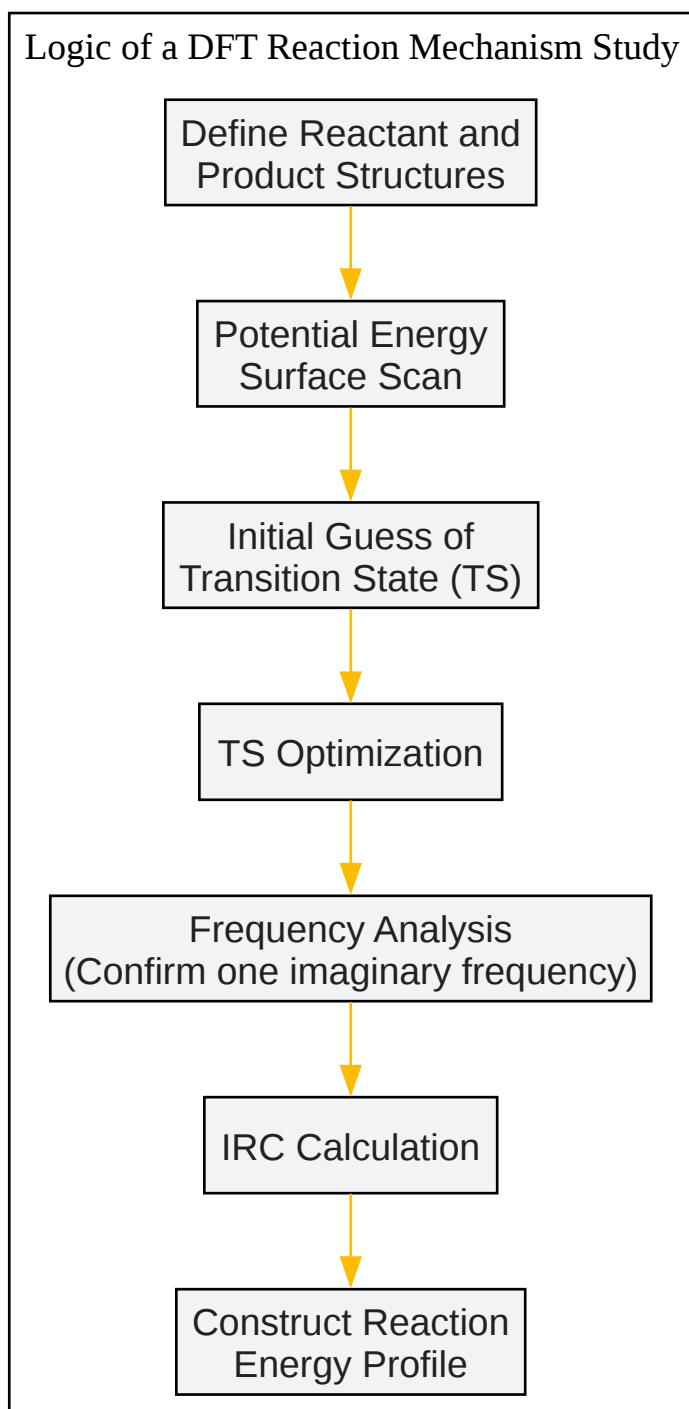 Logic of a DFT Reaction Mechanism Study
Define Reactant and
Product Structures
Potential Energy
Surface Scan
Initial Guess of
Transition State (TS)
TS Optimization
Frequency Analysis
(Confirm one imaginary frequency)
IRC Calculation
Construct Reaction
Energy Profile